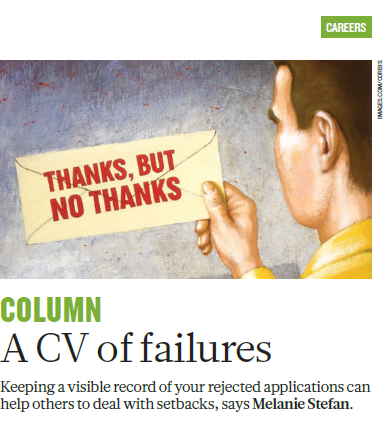 CAREERS
IMAGES.COM/CORBIS
THANKS, BUT
NO THANKS
COLUMN
A CV of failures
Keeping a visible record of your rejected applications can
help others to deal with setbacks, says Melanie Stefan.